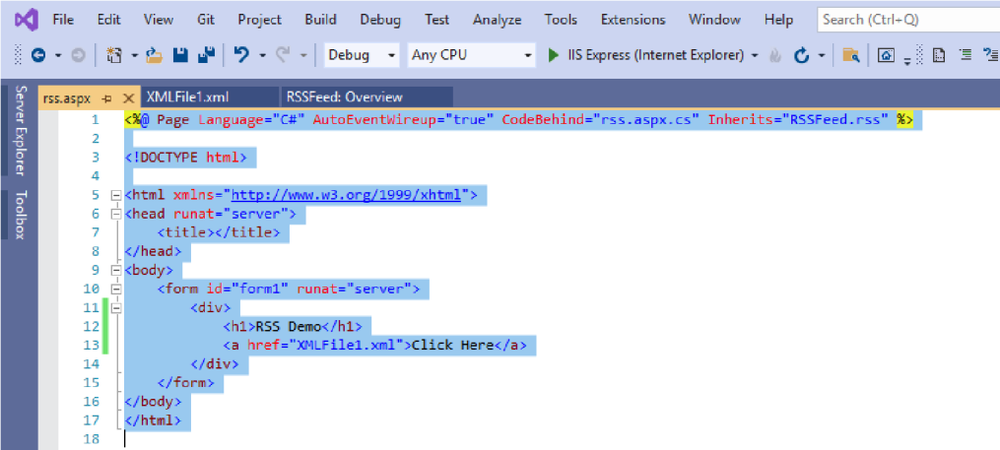 File Edit View Git Project Build Debug Test Analyze Tools Extensions Window Help Search (Ctrl+Q)
Debug Any CPU IIS Express (Internet Explorer)
rss.aspx XMLFile1.xml RSSFeed: Overview
Server Explorer
Toolbox
1 <%@ Page Language="C#" AutoEventWireup="true" CodeBehind="rss.aspx.cs" Inherits="RSSFeed.rss" %>
2
3 <!DOCTYPE html>
4
5 <html xmlns="http://www.w3.org/1999/xhtml">
6 <head runat="server">
7 <title></title>
8 </head>
9 <body>
10 <form id="form1" runat="server">
11 <div>
12 <h1>RSS Demo</h1>
13 <a href="XMLFile1.xml">Click Here</a>
14 </div>
15 </form>
16 </body>
17 </html>
18